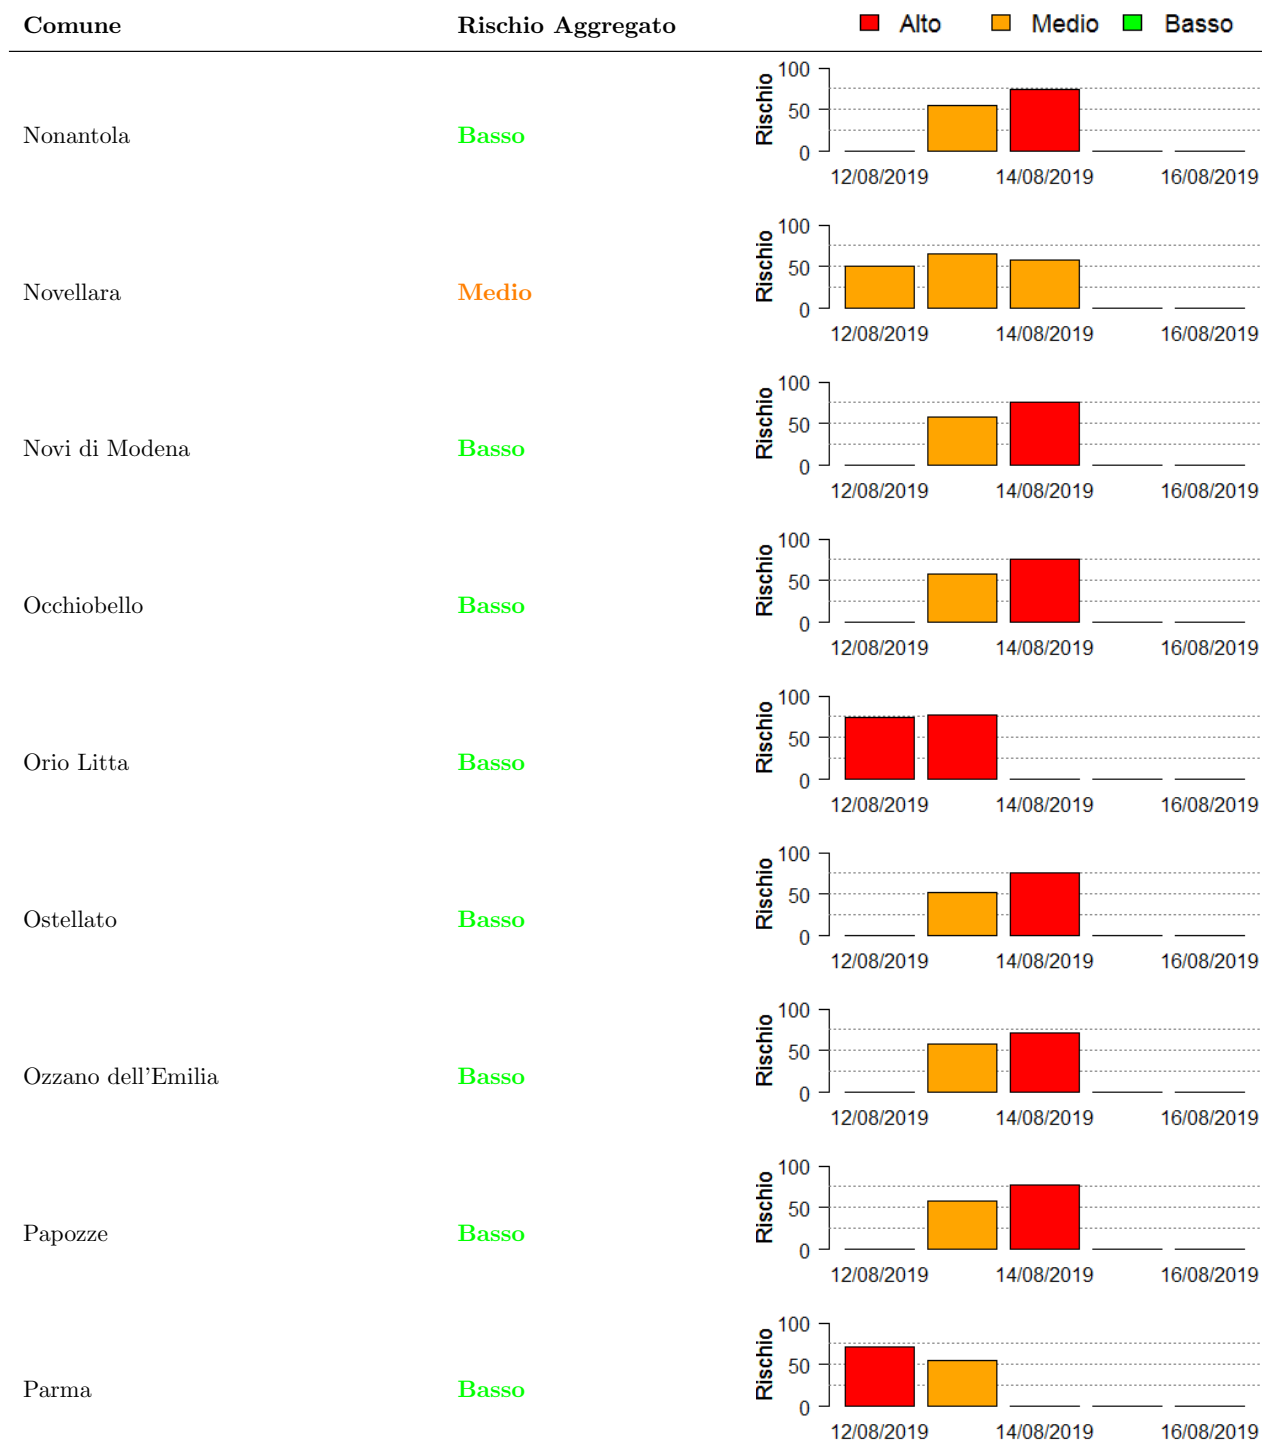 Comune Rischio Aggregato Alto Medio Basso
Nonantola Basso Rischio 100 50 0
12/08/2019 14/08/2019 16/08/2019
Novellara Medio Rischio 100 50 0
12/08/2019 14/08/2019 16/08/2019
Novi di Modena Basso Rischio 100 50 0
12/08/2019 14/08/2019 16/08/2019
Occhiobello Basso Rischio 100 50 0
12/08/2019 14/08/2019 16/08/2019
Orio Litta Basso Rischio 100 50 0
12/08/2019 14/08/2019 16/08/2019
Ostellato Basso Rischio 100 50 0
12/08/2019 14/08/2019 16/08/2019
Ozzano dell'Emilia Basso Rischio 100 50 0
12/08/2019 14/08/2019 16/08/2019
Papozze Basso Rischio 100 50 0
12/08/2019 14/08/2019 16/08/2019
Parma Basso Rischio 100 50 0
12/08/2019 14/08/2019 16/08/2019